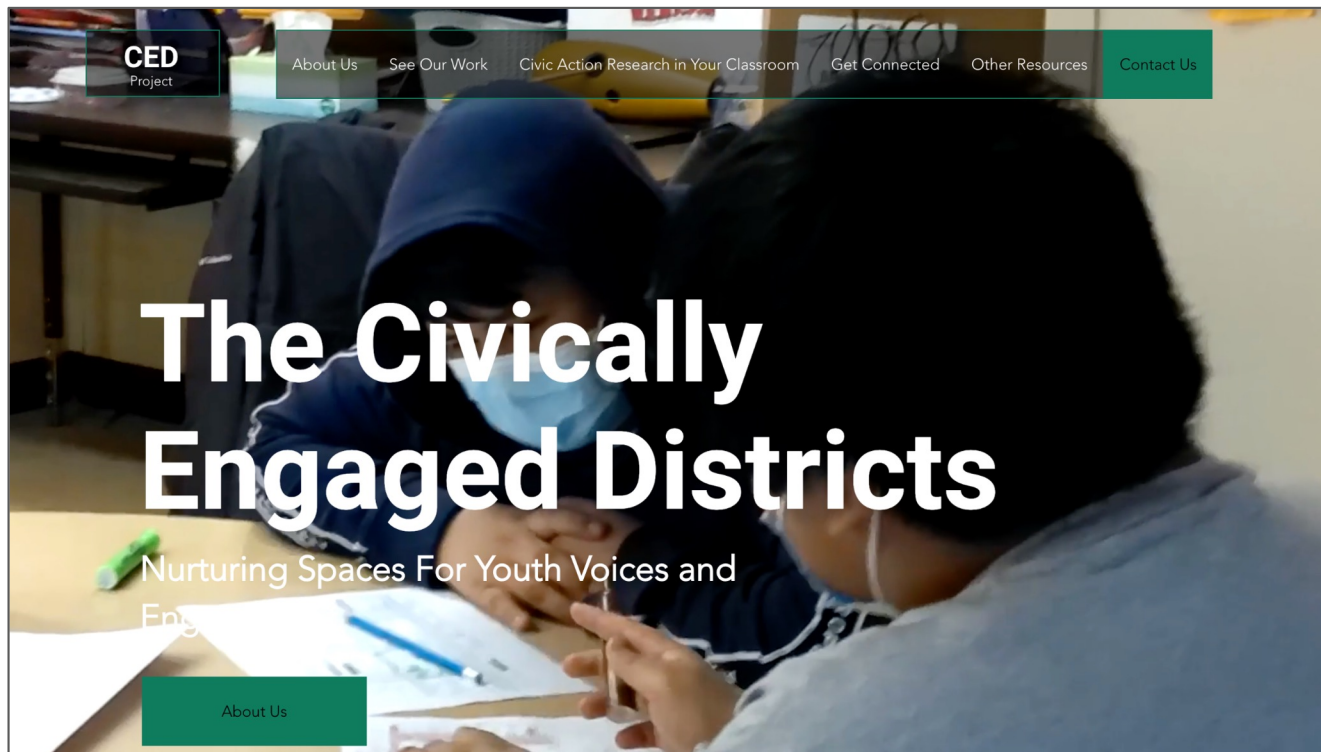 CED
Project
About Us See Our Work Civic Action Research in Your Classroom Get Connected Other Resources Contact Us
The Civically
Engaged Districts
Nurturing Spaces For Youth Voices and
About Us